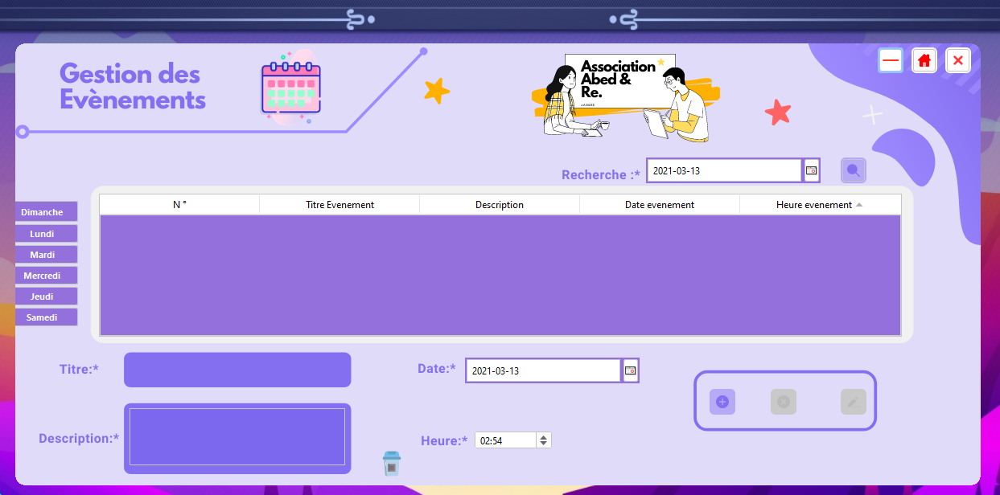 Gestion des
Evènements
Association
Abed &
Re.
Recherche :*
2021-03-13
N °
Titre Evenement
Description
Date evenement
Heure evenement
Dimanche
Lundi
Mardi
Mercredi
Jeudi
Samedi
Titre:*
Date:*
2021-03-13
Description:*
Heure:*
02:54